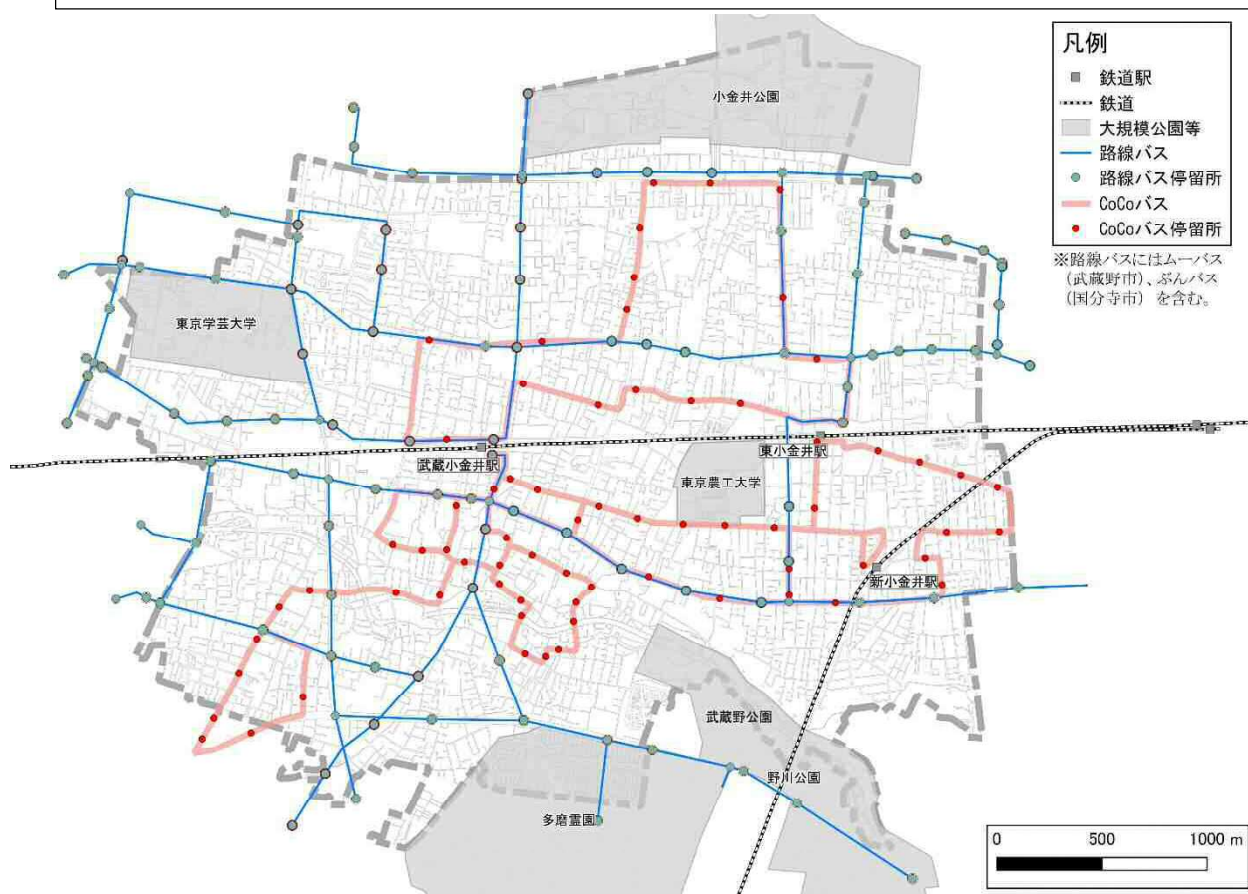 凡例
鉄道駅
鉄道
大規模公園等
路線バス
路線バス停留所
CoCoバス
CoCoバス停留所
※路線バスにはムーバス
(武蔵野市)、ぶんバス
(国分寺市) を含む。
小金井公園
東京学芸大学
武蔵小金井駅
東小金井駅
東京農工大学
新小金井駅
武蔵野公園
野川公園
多磨霊園
0 500 1000 m